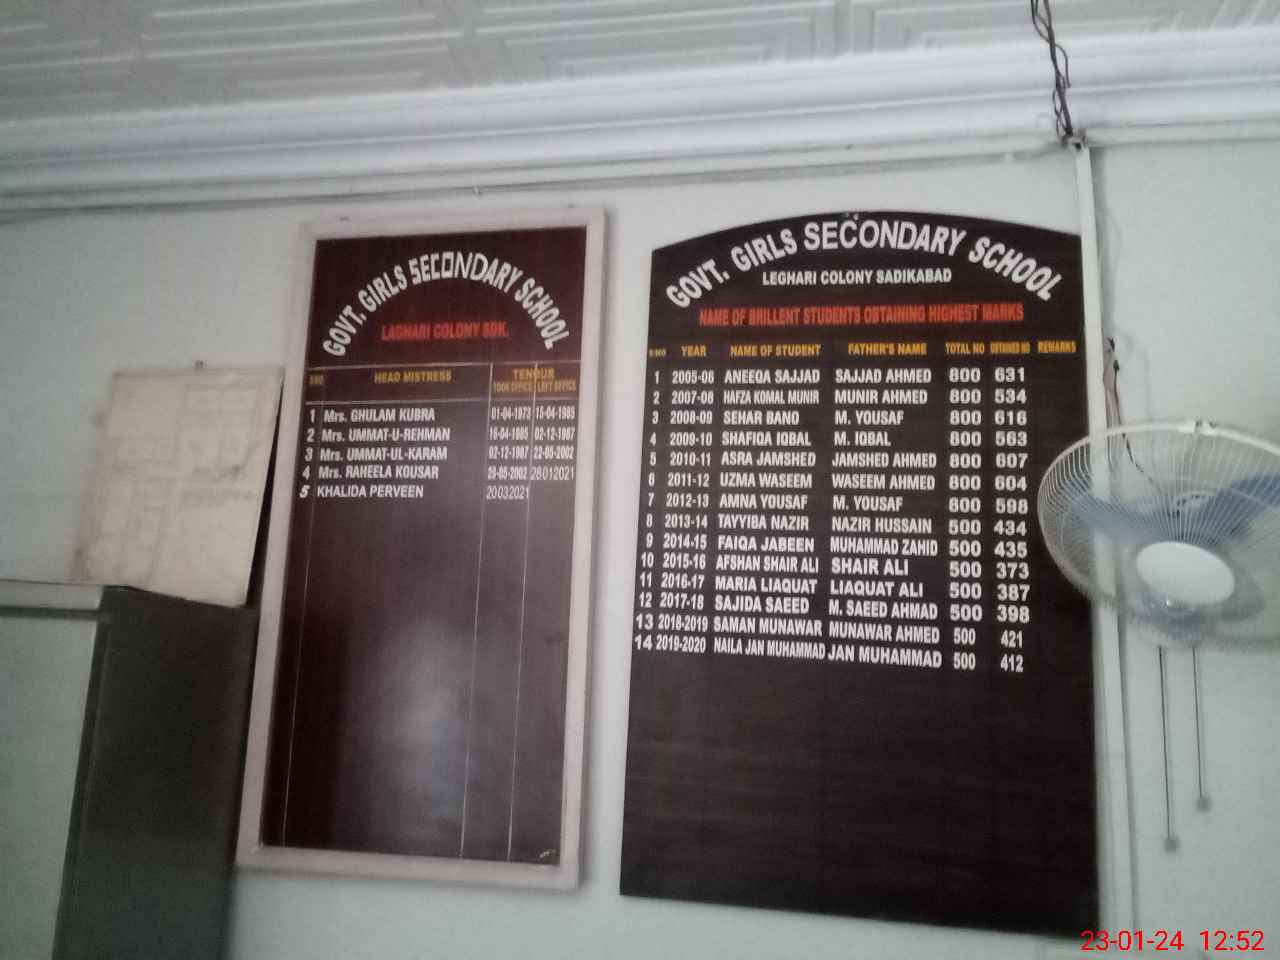 GOVT. GIRLS SECONDARY SCHOOL
LAGHARI COLONY SDK.
S.NO HEAD MISTRESS TENOUR
TOOK OFFICE LEFT OFFICE
1 Mrs. GHULAM KUBRA 01-04-1973 15-04-1985
2 Mrs. UMMAT-U-REHMAN 16-04-1985 02-12-1987
3 Mrs. UMMAT-UL-KARAM 02-12-1987 22-05-2002
4 Mrs. RAHEELA KOUSAR 29-05-2002 28012021
5 KHALIDA PERVEEN 20032021
GOVT. GIRLS SECONDARY SCHOOL
LEGHARI COLONY SADIKABAD
NAME OF BRILLENT STUDENTS OBTAINING HIGHEST MARKS
S.NO YEAR NAME OF STUDENT FATHER'S NAME TOTAL NO OBTAINED NO REMARKS
1 2005-06 ANEEQA SAJJAD SAJJAD AHMED 800 631
2 2007-08 HAFZA KOMAL MUNIR MUNIR AHMED 800 534
3 2008-09 SEHAR BANO M. YOUSAF 800 616
4 2009-10 SHAFIQA IQBAL M. IQBAL 800 563
5 2010-11 ASRA JAMSHED JAMSHED AHMED 800 607
6 2011-12 UZMA WASEEM WASEEM AHMED 800 604
7 2012-13 AMNA YOUSAF M. YOUSAF 800 598
8 2013-14 TAYYIBA NAZIR NAZIR HUSSAIN 500 434
9 2014-15 FAIQA JABEEN MUHAMMAD ZAHID 500 435
10 2015-16 AFSHAN SHAIR ALI SHAIR ALI 500 373
11 2016-17 MARIA LIAQUAT LIAQUAT ALI 500 387
12 2017-18 SAJIDA SAEED M. SAEED AHMAD 500 398
13 2018-2019 SAMAN MUNAWAR MUNAWAR AHMED 500 421
14 2019-2020 NAILA JAN MUHAMMAD JAN MUHAMMAD 500 412
23-01-24 12:52